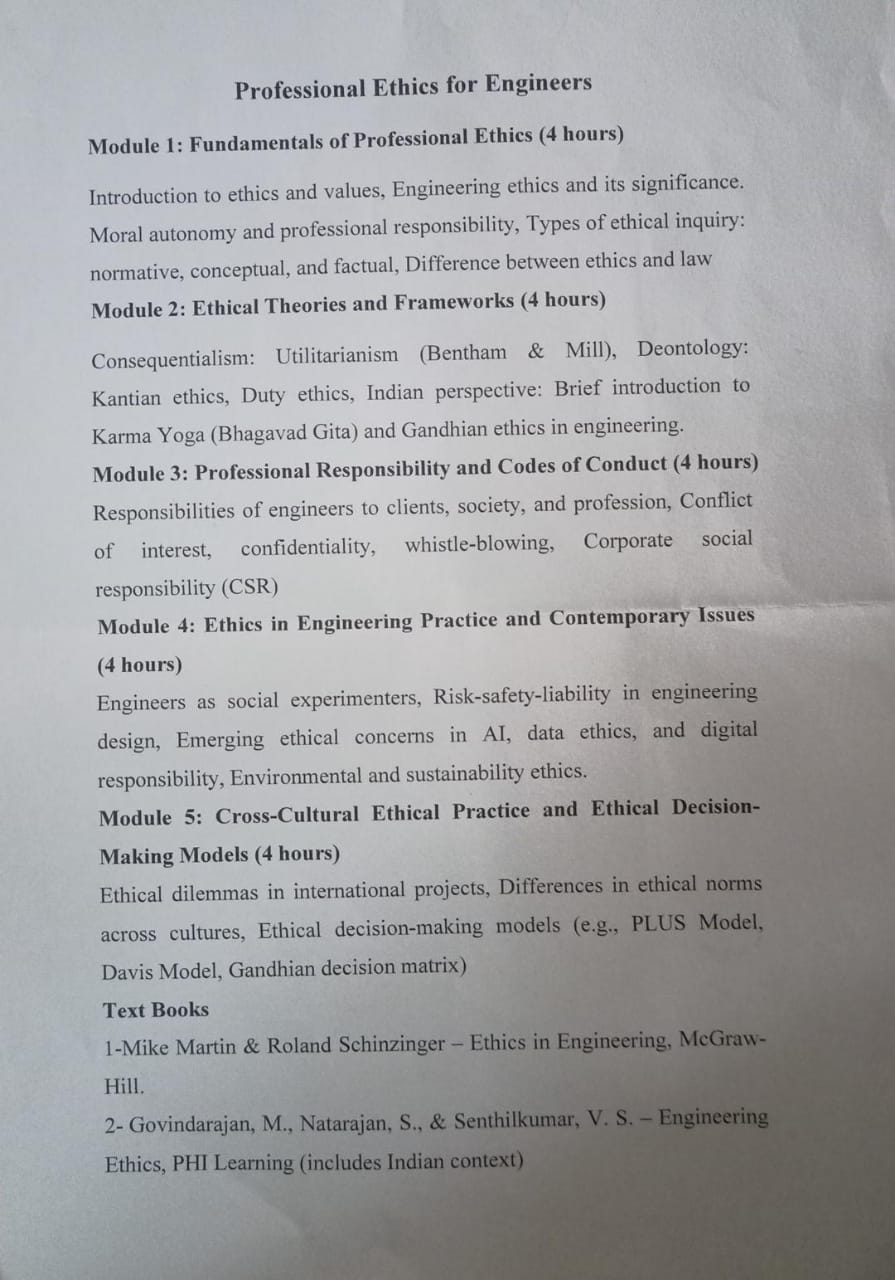 Professional Ethics for Engineers
Module 1: Fundamentals of Professional Ethics (4 hours)
Introduction to ethics and values, Engineering ethics and its significance.
Moral autonomy and professional responsibility, Types of ethical inquiry:
normative, conceptual, and factual, Difference between ethics and law
Module 2: Ethical Theories and Frameworks (4 hours)
Consequentialism: Utilitarianism (Bentham & Mill), Deontology:
Kantian ethics, Duty ethics, Indian perspective: Brief introduction to
Karma Yoga (Bhagavad Gita) and Gandhian ethics in engineering.
Module 3: Professional Responsibility and Codes of Conduct (4 hours)
Responsibilities of engineers to clients, society, and profession, Conflict
of interest, confidentiality, whistle-blowing, Corporate social
responsibility (CSR)
Module 4: Ethics in Engineering Practice and Contemporary Issues
(4 hours)
Engineers as social experimenters, Risk-safety-liability in engineering
design, Emerging ethical concerns in AI, data ethics, and digital
responsibility, Environmental and sustainability ethics.
Module 5: Cross-Cultural Ethical Practice and Ethical Decision-
Making Models (4 hours)
Ethical dilemmas in international projects, Differences in ethical norms
across cultures, Ethical decision-making models (e.g., PLUS Model,
Davis Model, Gandhian decision matrix)
Text Books
1-Mike Martin & Roland Schinzinger – Ethics in Engineering, McGraw-
Hill.
2- Govindarajan, M., Natarajan, S., & Senthilkumar, V. S. – Engineering
Ethics, PHI Learning (includes Indian context)